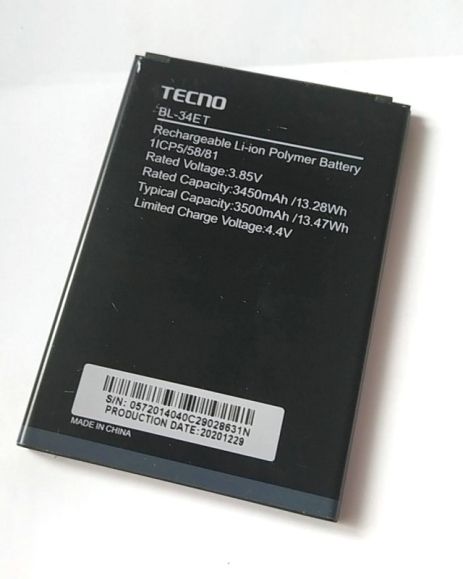 TECNO
BL-34ET
Rechargeable Li-ion Polymer Battery
1ICP5/58/81
Rated Voltage:3.85V
Rated Capacity:3450mAh /13.28Wh
Typical Capacity:3500mAh /13.47Wh
Limited Charge Voltage:4.4V
S/N: 0572014040C29028631N
PRODUCTION DATE:20201229
MADE IN CHINA